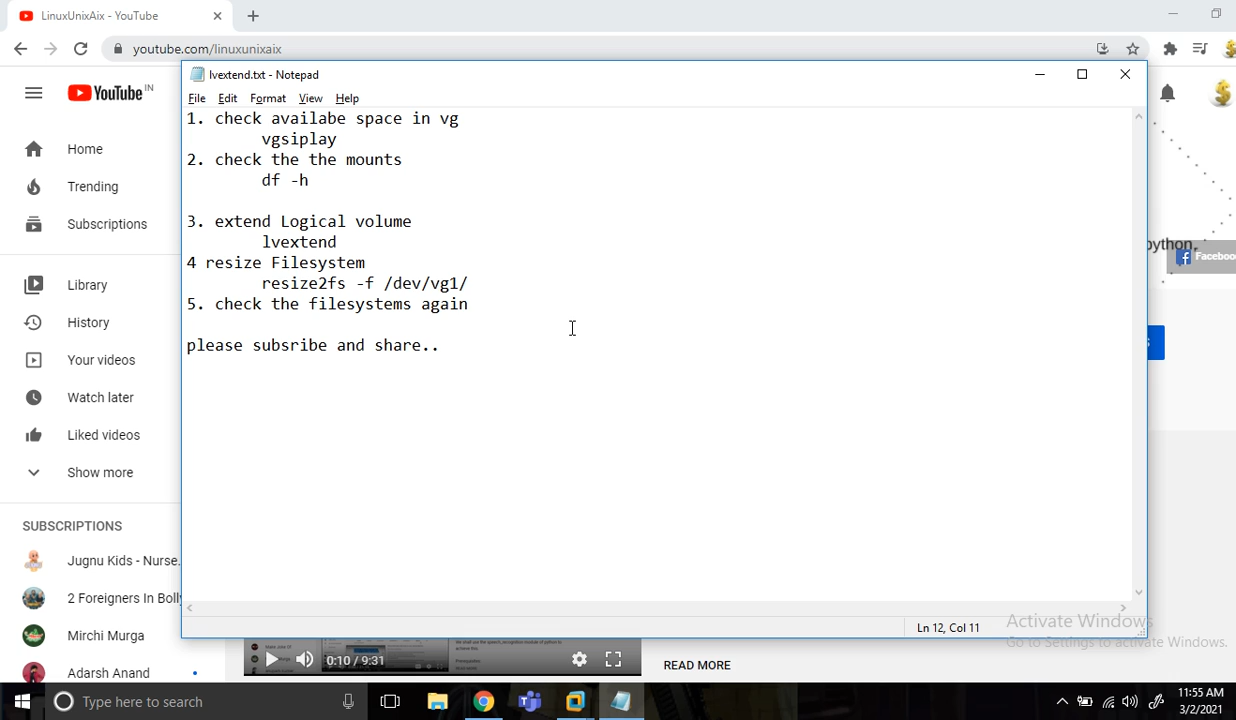 LinuxUnixAix - YouTube
youtube.com/linuxunixaix
lvextend.txt - Notepad
File Edit Format View Help
1. check availabe space in vg
vgsiplay
2. check the the mounts
df -h
3. extend Logical volume
lvextend
4 resize Filesystem
resize2fs -f /dev/vg1/
5. check the filesystems again
please subsribe and share..
Ln 12, Col 11
YouTube IN
Home
Trending
Subscriptions
Library
History
Your videos
Watch later
Liked videos
Show more
SUBSCRIPTIONS
Jugnu Kids - Nurse.
2 Foreigners In Bolly
Mirchi Murga
Adarsh Anand
python,
Faceboo
0:10 / 9:31
READ MORE
Activate Windows
Go to Settings to activate Windows.
Type here to search
11:55 AM
3/2/2021